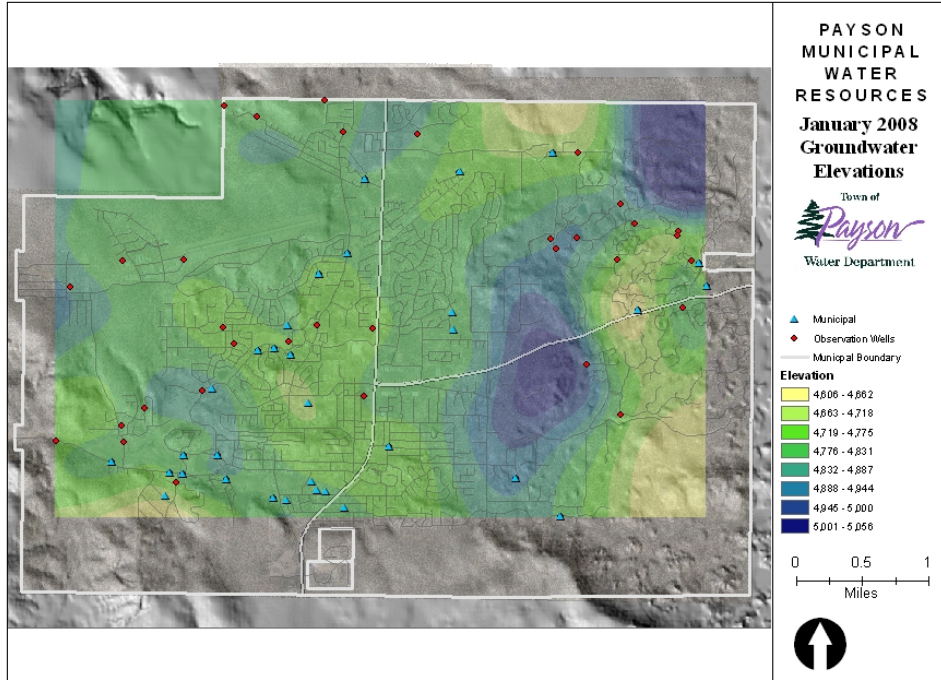 PAYSON
MUNICIPAL
WATER
RESOURCES
January 2008
Groundwater
Elevations
Town of
Payson
Water Department
Municipal
Observation Wells
Municpal Boundary
Elevation
4,606 - 4,662
4,663 - 4,718
4,719 - 4,775
4,776 - 4,831
4,832 - 4,887
4,888 - 4,944
4,945 - 5,000
5,001 - 5,056
0 0.5 1
Miles